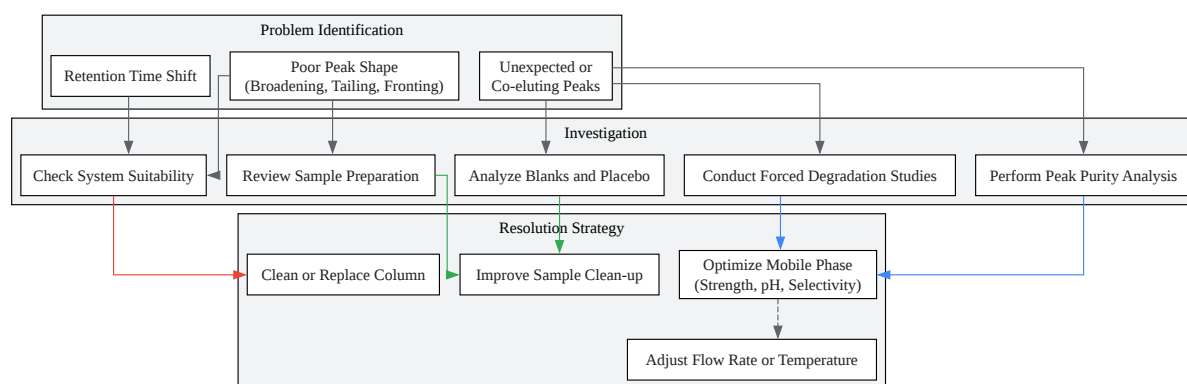 Problem Identification
Retention Time Shift
Poor Peak Shape
(Broadening, Tailing, Fronting)
Unexpected or
Co-eluting Peaks
Investigation
Check System Suitability
Review Sample Preparation
Analyze Blanks and Placebo
Conduct Forced Degradation Studies
Perform Peak Purity Analysis
Resolution Strategy
Clean or Replace Column
Improve Sample Clean-up
Optimize Mobile Phase
(Strength, pH, Selectivity)
Adjust Flow Rate or Temperature